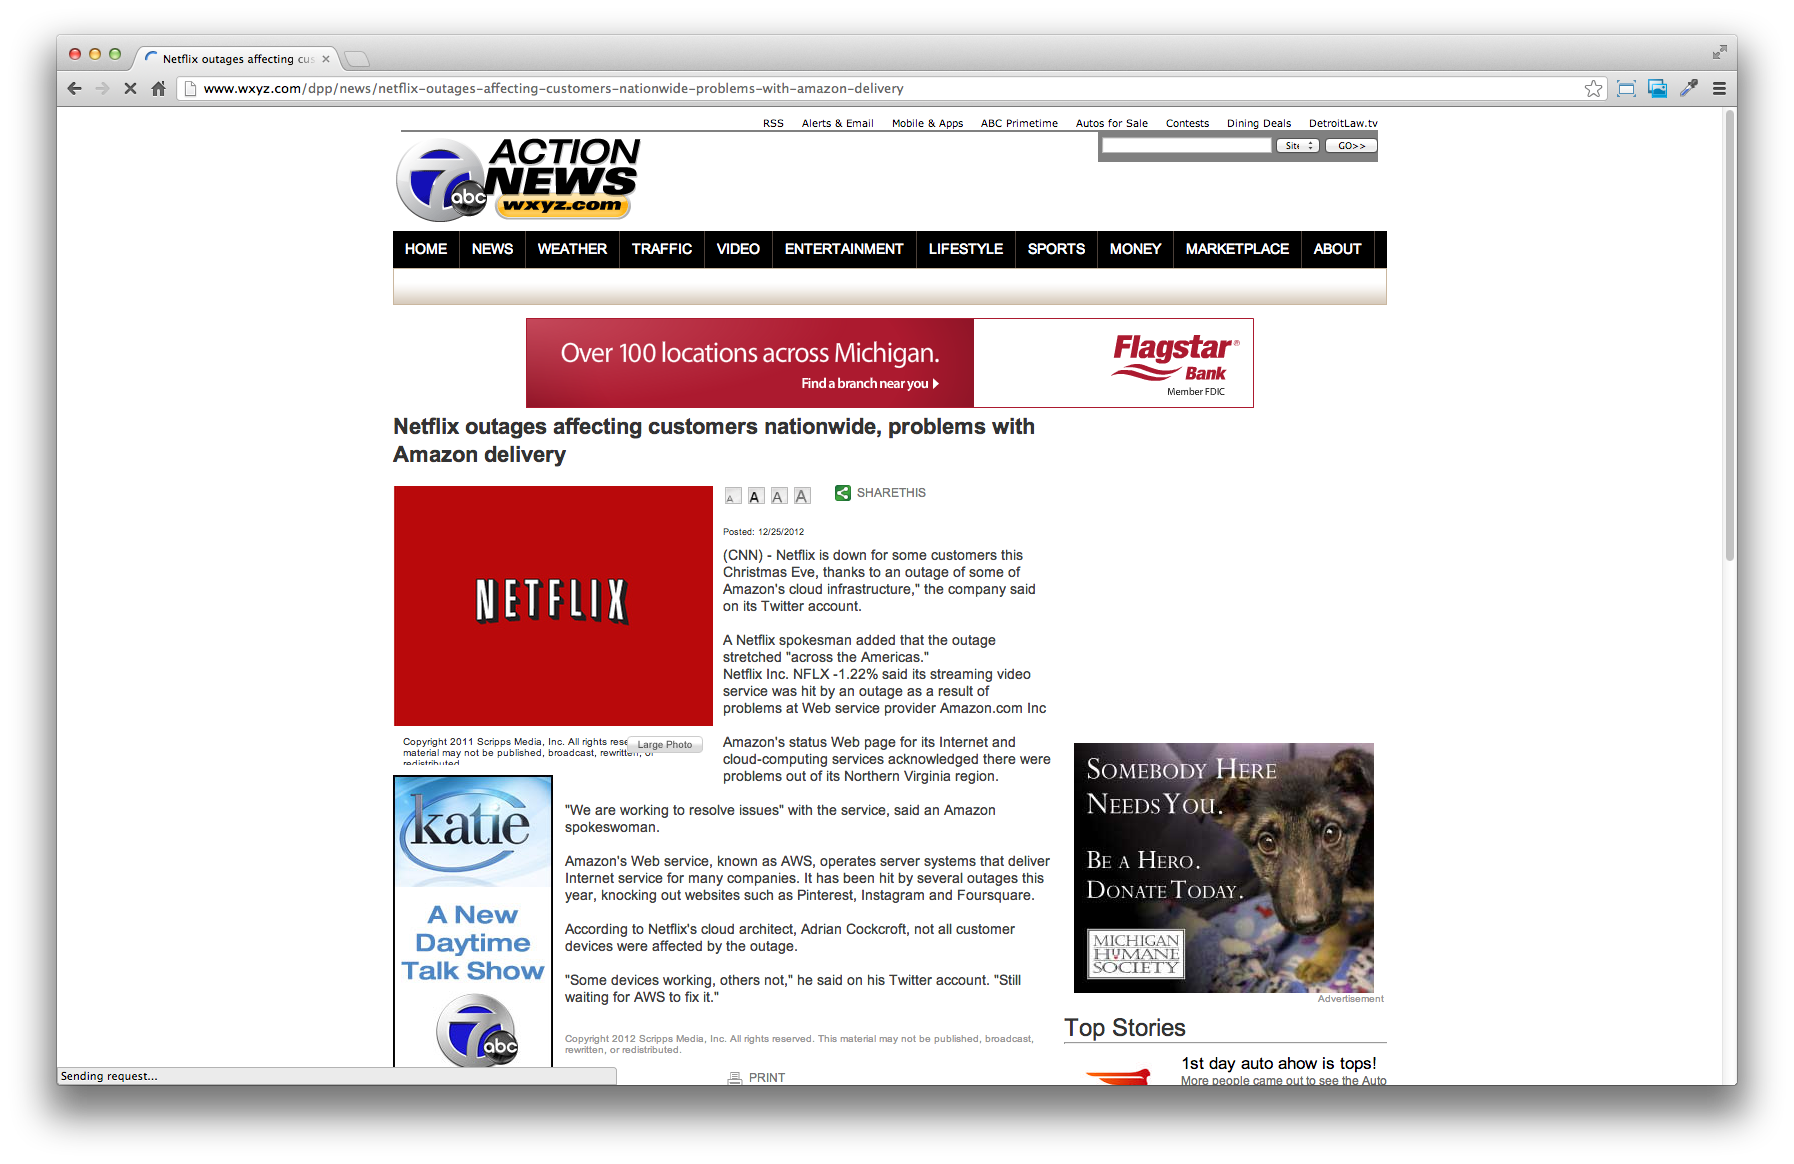 Netflix outages affecting cus
www.wxyz.com/dpp/news/netflix-outages-affecting-customers-nationwide-problems-with-amazon-delivery
RSS Alerts & Email Mobile & Apps ABC Primetime Autos for Sale Contests Dining Deals DetroitLaw.tv
Site GO>>
7 abc ACTION
NEWS
wxyz.com
HOME NEWS WEATHER TRAFFIC VIDEO ENTERTAINMENT LIFESTYLE SPORTS MONEY MARKETPLACE ABOUT
Over 100 locations across Michigan.
Find a branch near you
Flagstar®
Bank
Member FDIC
Netflix outages affecting customers nationwide, problems with
Amazon delivery
NETFLIX
Copyright 2011 Scripps Media, Inc. All rights rese
material may not be published, broadcast, rewritten, or
redistributed
Large Photo
A A A A SHARETHIS
Posted: 12/25/2012
(CNN) - Netflix is down for some customers this
Christmas Eve, thanks to an outage of some of
Amazon's cloud infrastructure," the company said
on its Twitter account.
A Netflix spokesman added that the outage
stretched "across the Americas."
Netflix Inc. NFLX -1.22% said its streaming video
service was hit by an outage as a result of
problems at Web service provider Amazon.com Inc
Amazon's status Web page for its Internet and
cloud-computing services acknowledged there were
problems out of its Northern Virginia region.
"We are working to resolve issues" with the service, said an Amazon
spokeswoman.
Amazon's Web service, known as AWS, operates server systems that deliver
Internet service for many companies. It has been hit by several outages this
year, knocking out websites such as Pinterest, Instagram and Foursquare.
According to Netflix's cloud architect, Adrian Cockcroft, not all customer
devices were affected by the outage.
"Some devices working, others not," he said on his Twitter account. "Still
waiting for AWS to fix it."
Copyright 2012 Scripps Media, Inc. All rights reserved. This material may not be published, broadcast,
rewritten, or redistributed.
PRINT
katie
A New
Daytime
Talk Show
7 abc
SOMEBODY HERE
NEEDS YOU.
BE A HERO.
DONATE TODAY.
MICHIGAN
HUMANE
SOCIETY
Advertisement
Top Stories
1st day auto ahow is tops!
More people came out to see the Auto
Sending request...